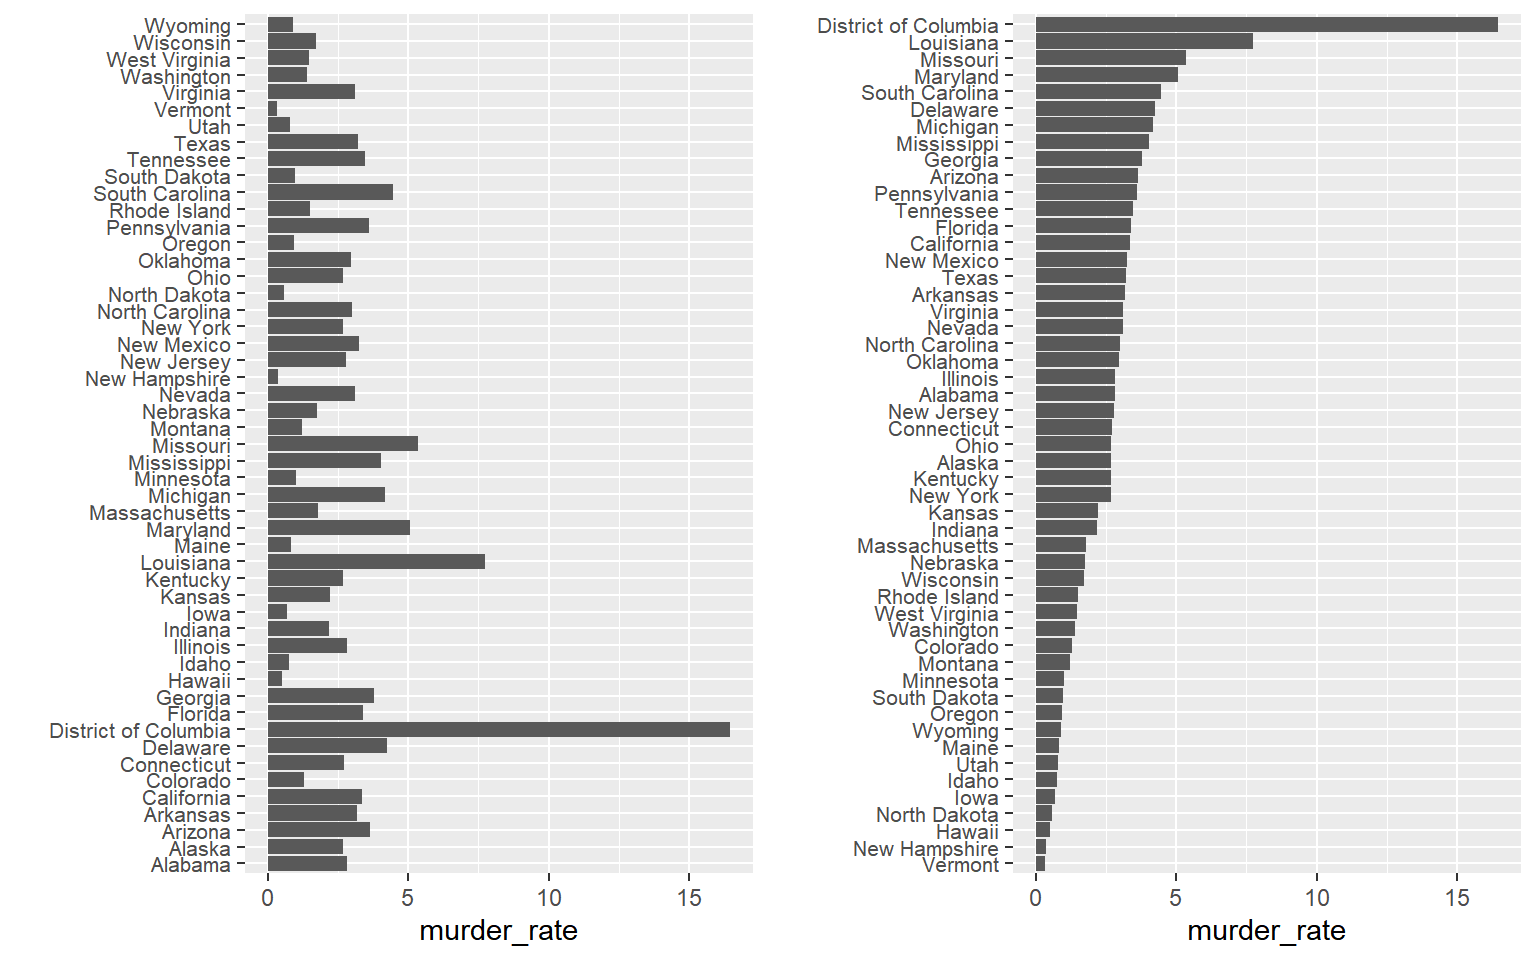 Wyoming
Wisconsin
West Virginia
Washington
Virginia
Vermont
Utah
Texas
Tennessee
South Dakota
South Carolina
Rhode Island
Pennsylvania
Oregon
Oklahoma
Ohio
North Dakota
North Carolina
New York
New Mexico
New Jersey
New Hampshire
Nevada
Nebraska
Montana
Missouri
Mississippi
Minnesota
Michigan
Massachusetts
Maryland
Maine
Louisiana
Kentucky
Kansas
Iowa
Indiana
Illinois
Idaho
Hawaii
Georgia
Florida
District of Columbia
Delaware
Connecticut
Colorado
California
Arkansas
Arizona
Alaska
Alabama
0 5 10 15
murder_rate
District of Columbia
Louisiana
Missouri
Maryland
South Carolina
Delaware
Michigan
Mississippi
Georgia
Arizona
Pennsylvania
Tennessee
Florida
California
New Mexico
Texas
Arkansas
Virginia
Nevada
North Carolina
Oklahoma
Illinois
Alabama
New Jersey
Connecticut
Ohio
Alaska
Kentucky
New York
Kansas
Indiana
Massachusetts
Nebraska
Wisconsin
Rhode Island
West Virginia
Washington
Colorado
Montana
Minnesota
South Dakota
Oregon
Wyoming
Maine
Utah
Idaho
Iowa
North Dakota
Hawaii
New Hampshire
Vermont
0 5 10 15
murder_rate